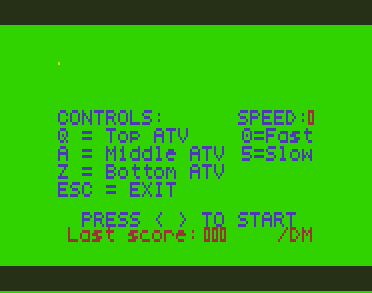 CONTROLS: SPEED:0
Q = Top ATV 0=Fast
A = Middle ATV 5=Slow
Z = Bottom ATV
ESC = EXIT
PRESS < > TO START
Last score:000 /DM